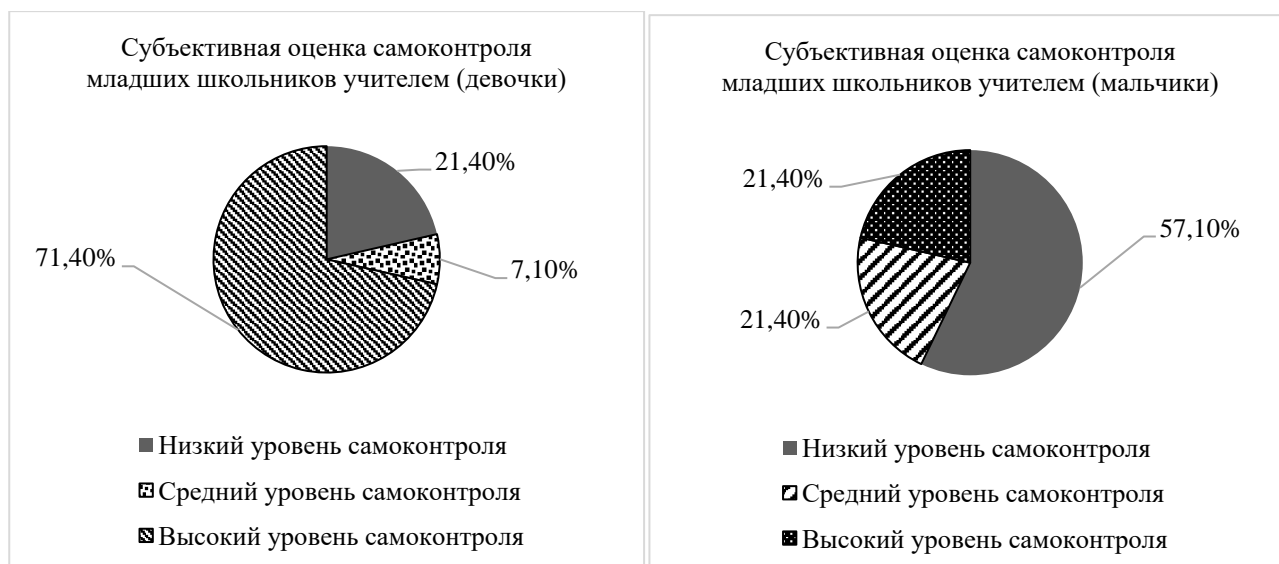 Субъективная оценка самоконтроля
младших школьников учителем (девочки)
21,40%
71,40%
7,10%
Низкий уровень самоконтроля
Средний уровень самоконтроля
Высокий уровень самоконтроля
Субъективная оценка самоконтроля
младших школьников учителем (мальчики)
21,40%
57,10%
21,40%
Низкий уровень самоконтроля
Средний уровень самоконтроля
Высокий уровень самоконтроля